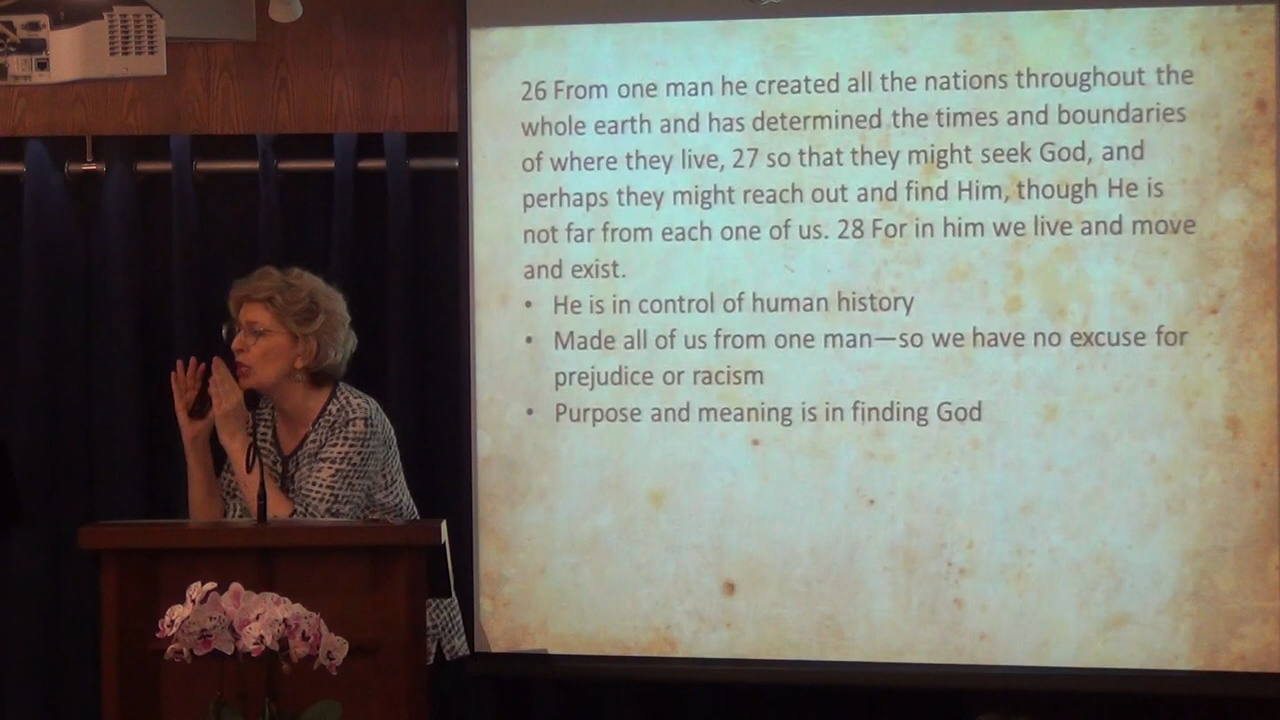 26 From one man he created all the nations throughout the
whole earth and has determined the times and boundaries
of where they live, 27 so that they might seek God, and
perhaps they might reach out and find Him, though He is
not far from each one of us. 28 For in him we live and move
and exist.
• He is in control of human history
• Made all of us from one man—so we have no excuse for
prejudice or racism
• Purpose and meaning is in finding God